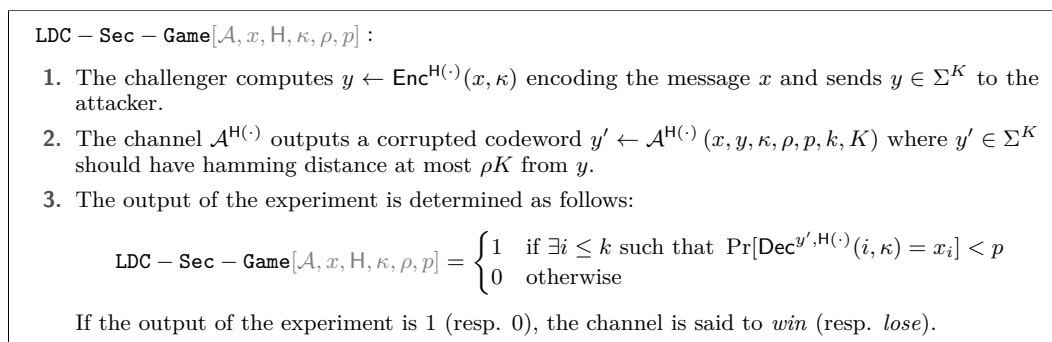 LDC − Sec − Game[𝒜, x, H, κ, ρ, p] :
1. The challenger computes y ← Enc^{H(·)}(x, κ) encoding the message x and sends y ∈ Σ^K to the
attacker.
2. The channel 𝒜^{H(·)} outputs a corrupted codeword y′ ← 𝒜^{H(·)} (x, y, κ, ρ, p, k, K) where y′ ∈ Σ^K
should have hamming distance at most ρK from y.
3. The output of the experiment is determined as follows:
LDC − Sec − Game[𝒜, x, H, κ, ρ, p] = { 1 if ∃i ≤ k such that Pr[Dec^{y′,H(·)}(i, κ) = x_i] < p
0 otherwise
If the output of the experiment is 1 (resp. 0), the channel is said to win (resp. lose).